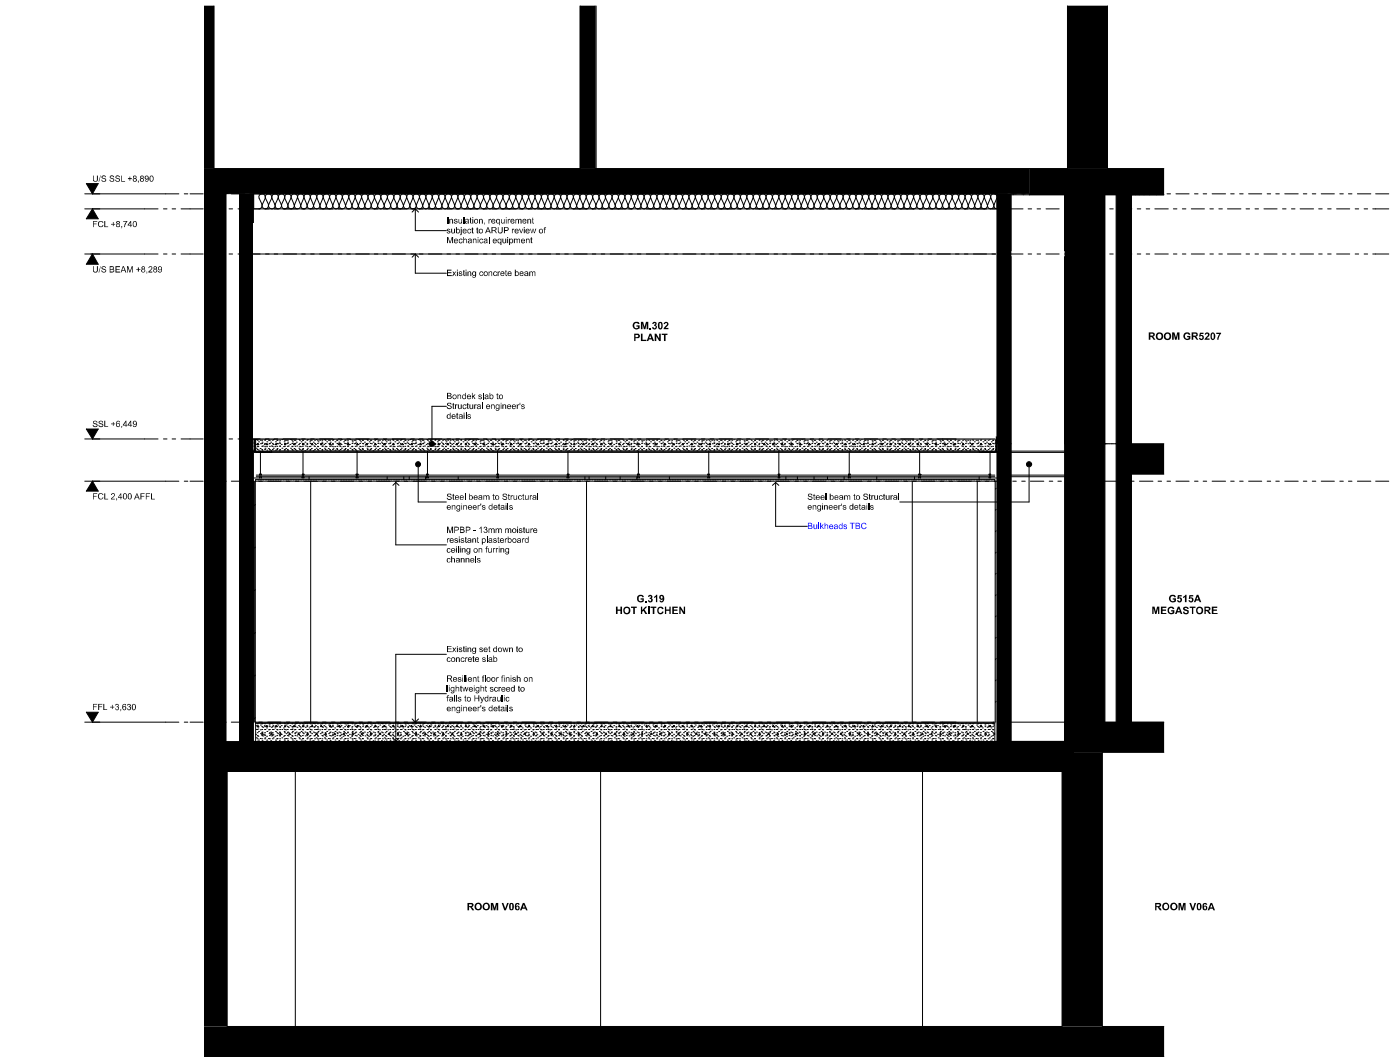 U/S SSL +8,890
FCL +8,740
U/S BEAM +8,289
Insulation, requirement
subject to ARUP review of
Mechanical equipment
Existing concrete beam
GM.302
PLANT
ROOM GR5207
Bondek slab to
Structural engineer's
details
SSL +6,449
FCL 2,400 AFFL
Steel beam to Structural
engineer's details
Steel beam to Structural
engineer's details
Bulkheads TBC
MPBP - 13mm moisture
resistant plasterboard
ceiling on furring
channels
G.319
HOT KITCHEN
G515A
MEGASTORE
Existing set down to
concrete slab
Resilient floor finish on
lightweight screed to
falls to Hydraulic
engineer's details
FFL +3,630
ROOM V06A
ROOM V06A